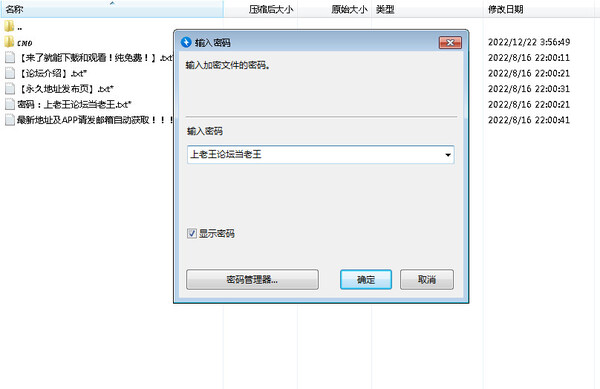 名称 压缩后大小 原始大小 类型 修改日期
..
cmo 2022/12/22 3:56:49
【来了就能下载和观看！纯免费！】.txt* 2022/8/16 22:00:11
【论坛介绍】.txt* 2022/8/16 22:00:21
【永久地址发布页】.txt* 2022/8/16 22:00:31
密码：上老王论坛当老王.txt* 2022/8/16 22:00:21
最新地址及APP请发邮箱自动获取！！！ 2022/8/16 22:00:41
输入密码
输入加密文件的密码。
输入密码
上老王论坛当老王
显示密码
密码管理器... 确定 取消